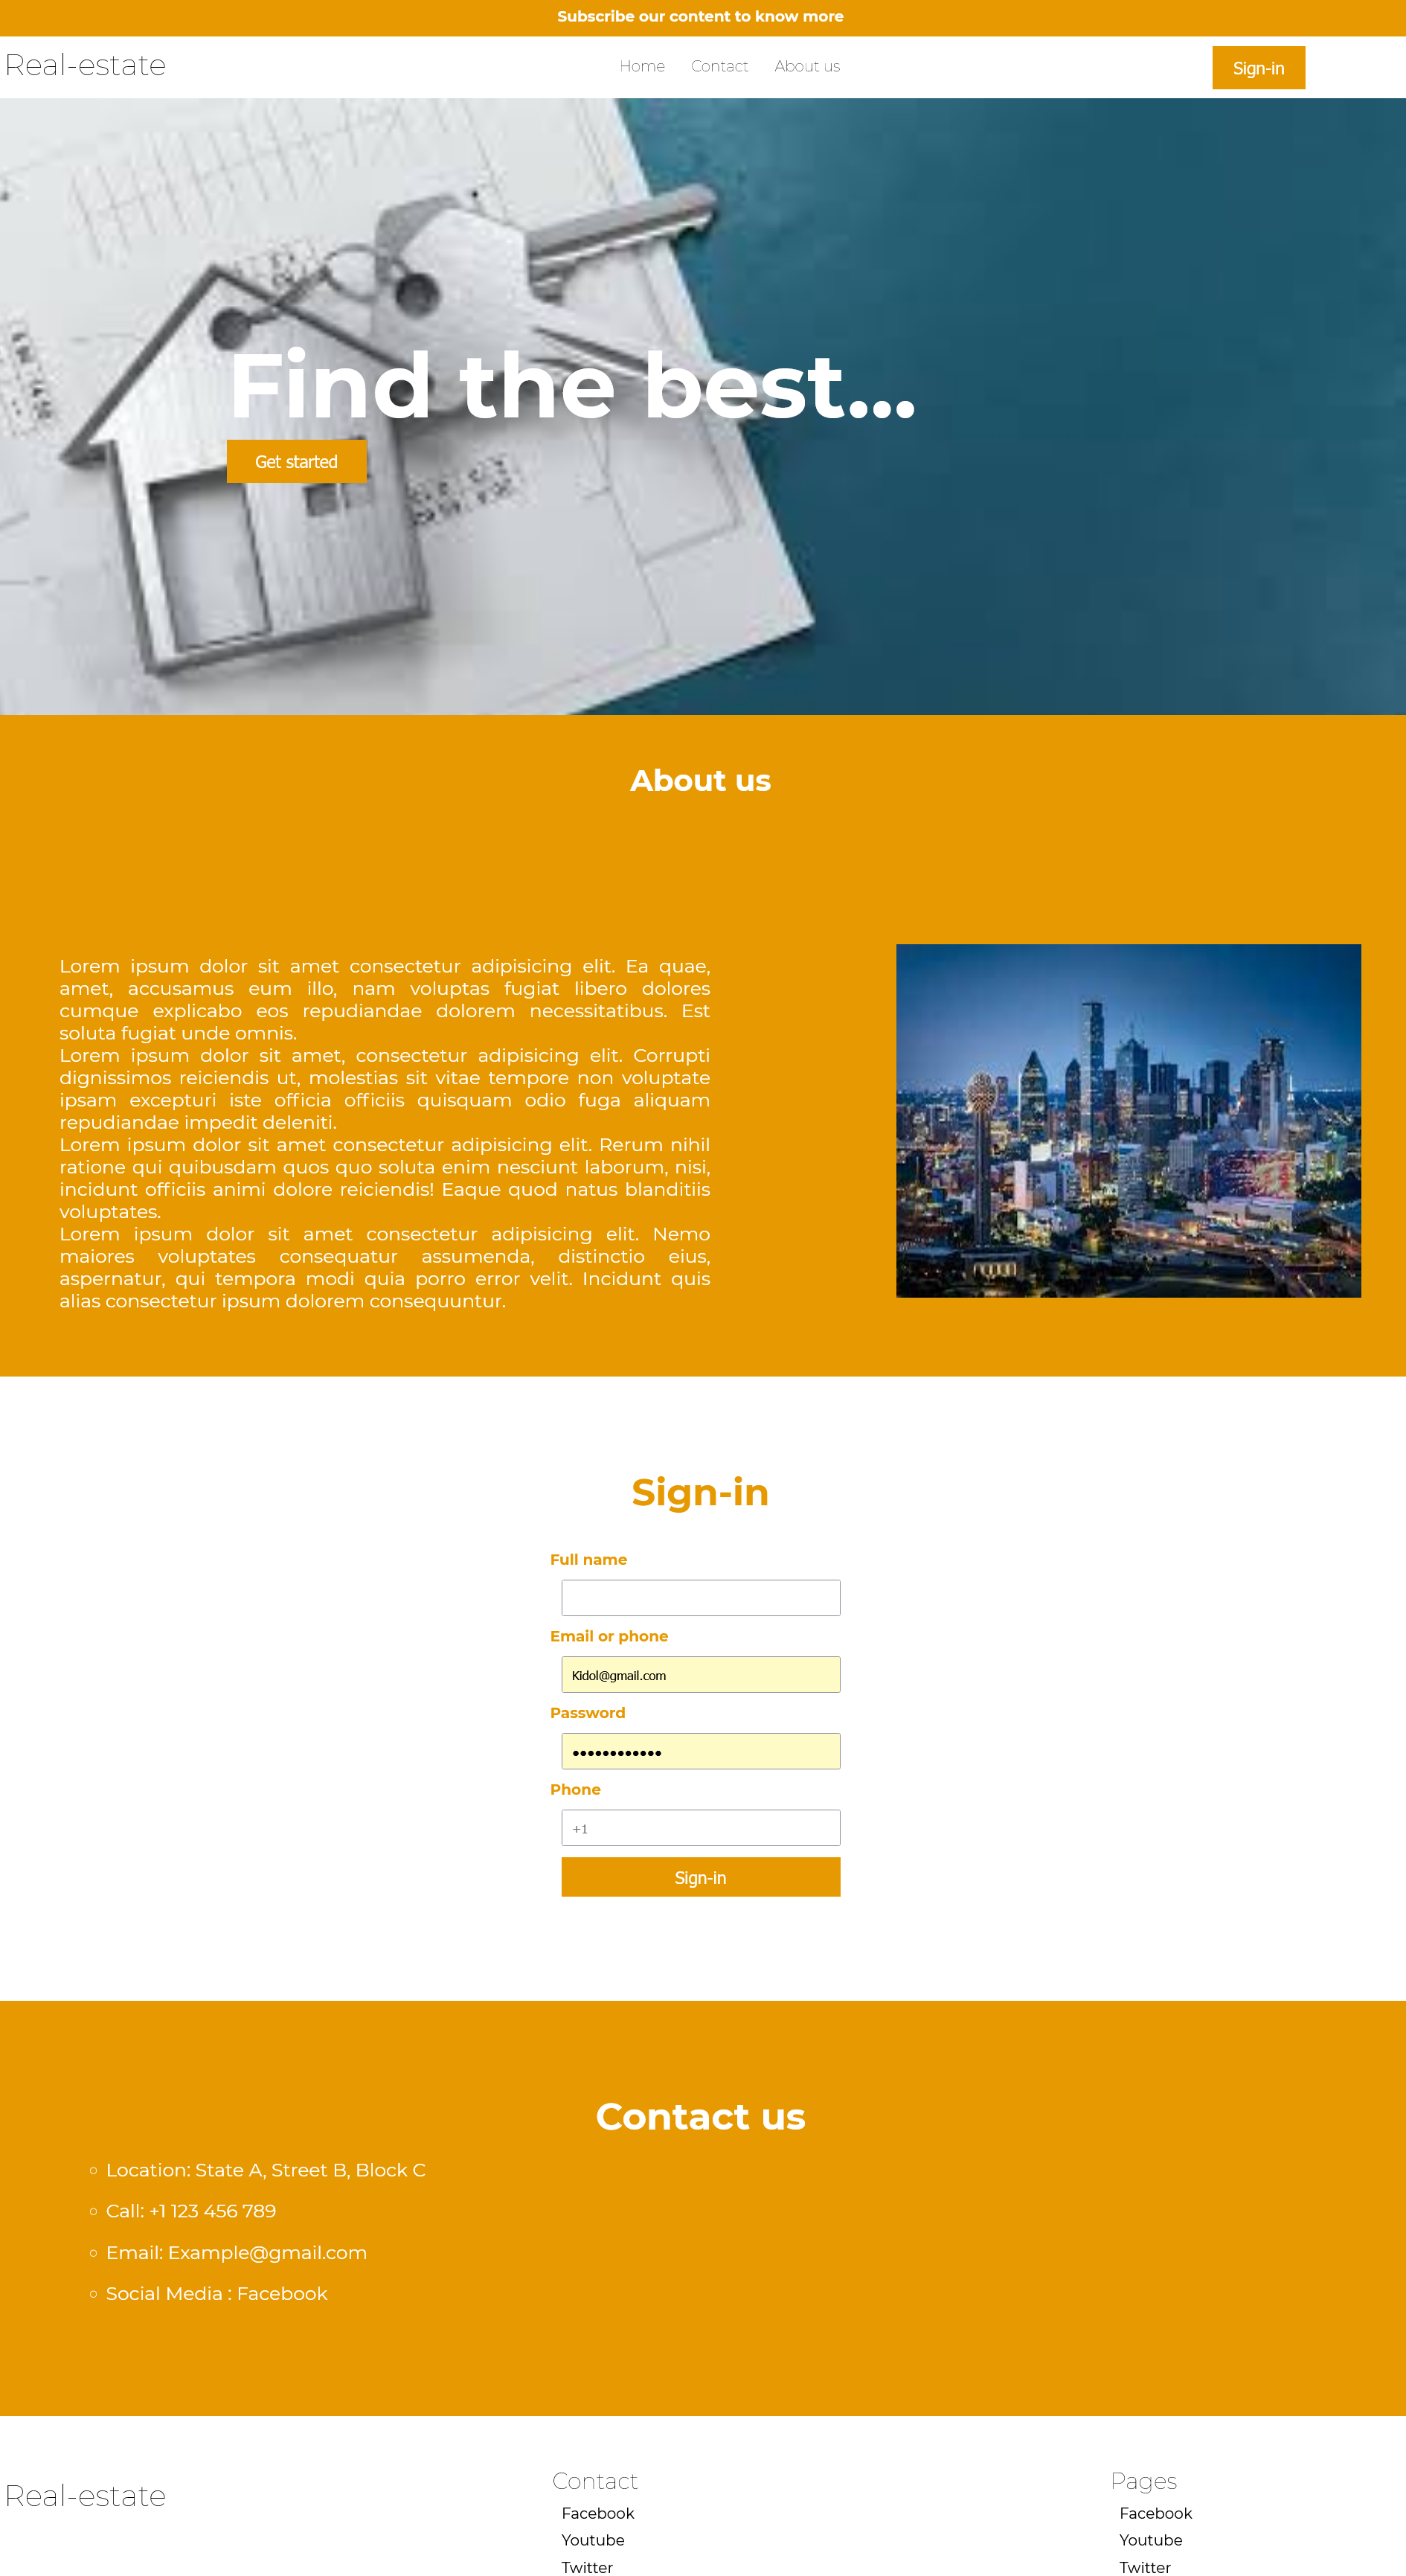 Subscribe our content to know more
Real-estate
Home Contact About us
Sign-in
Find the best...
Get started
About us
Lorem ipsum dolor sit amet consectetur adipisicing elit. Ea quae,
amet, accusamus eum illo, nam voluptas fugiat libero dolores
cumque explicabo eos repudiandae dolorem necessitatibus. Est
soluta fugiat unde omnis.
Lorem ipsum dolor sit amet, consectetur adipisicing elit. Corrupti
dignissimos reiciendis ut, molestias sit vitae tempore non voluptate
ipsam excepturi iste officia officiis quisquam odio fuga aliquam
repudiandae impedit deleniti.
Lorem ipsum dolor sit amet consectetur adipisicing elit. Rerum nihil
ratione qui quibusdam quos quo soluta enim nesciunt laborum, nisi,
incidunt officiis animi dolore reiciendis! Eaque quod natus blanditiis
voluptates.
Lorem ipsum dolor sit amet consectetur adipisicing elit. Nemo
maiores voluptates consequatur assumenda, distinctio eius,
aspernatur, qui tempora modi quia porro error velit. Incidunt quis
alias consectetur ipsum dolorem consequuntur.
Sign-in
Full name
Email or phone
Kidol@gmail.com
Password
••••••••••••
Phone
+1
Sign-in
Contact us
Location: State A, Street B, Block C
Call: +1 123 456 789
Email: Example@gmail.com
Social Media : Facebook
Real-estate
Contact
Facebook
Youtube
Twitter
Pages
Facebook
Youtube
Twitter